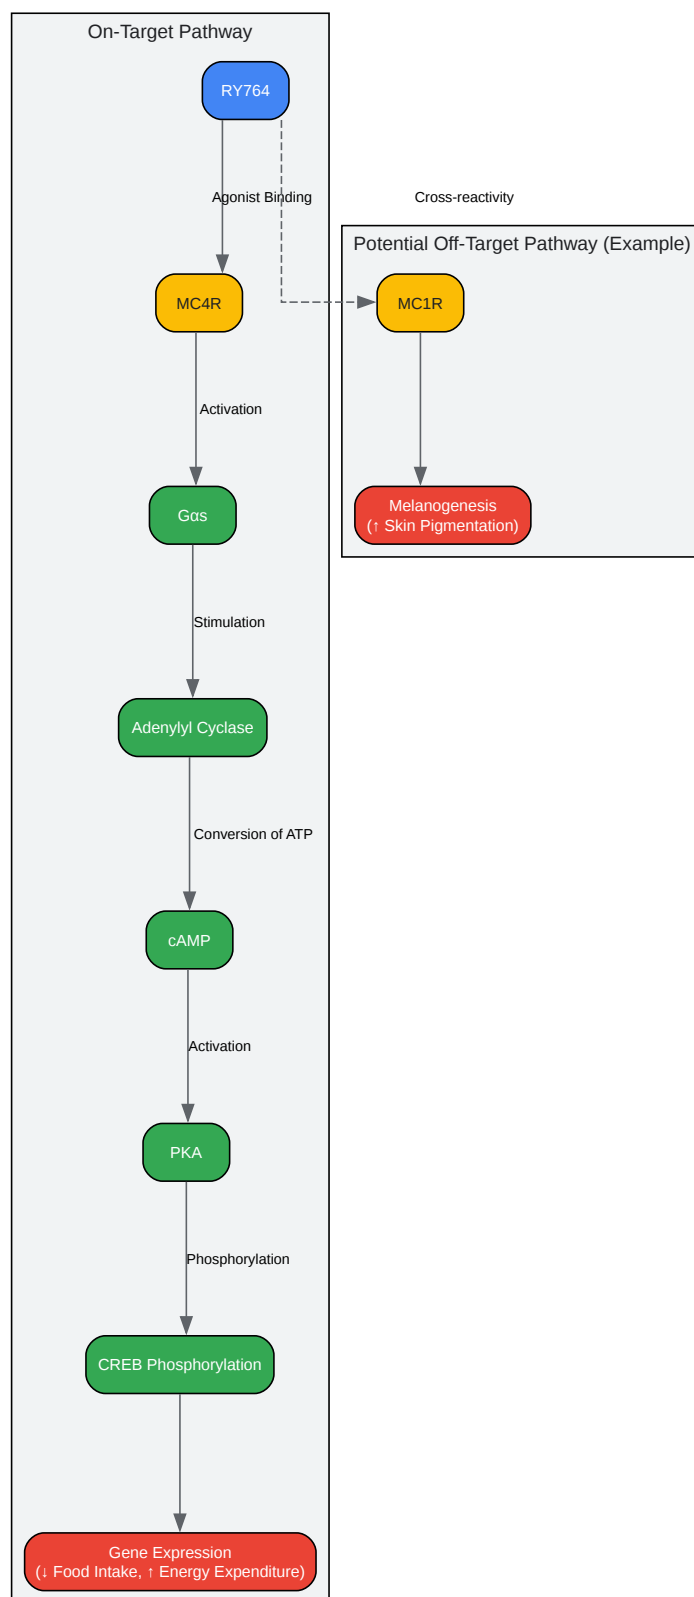 On-Target Pathway
RY764
Agonist Binding
Cross-reactivity
Potential Off-Target Pathway (Example)
MC4R
MC1R
Activation
Gαs
Melanogenesis
(↑ Skin Pigmentation)
Stimulation
Adenylyl Cyclase
Conversion of ATP
cAMP
Activation
PKA
Phosphorylation
CREB Phosphorylation
Gene Expression
(↓ Food Intake, ↑ Energy Expenditure)